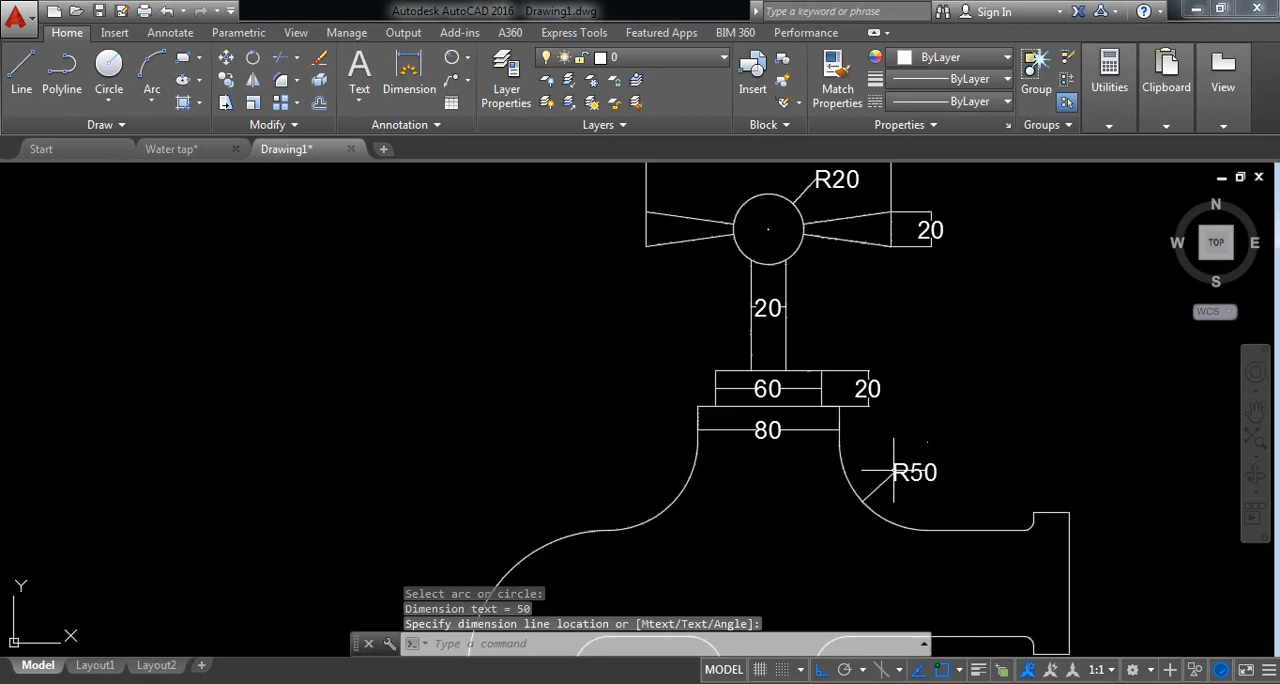 Autodesk AutoCAD 2016 Drawing1.dwg
Type a keyword or phrase
Sign In
Home Insert Annotate Parametric View Manage Output Add-ins A360 Express Tools Featured Apps BIM 360 Performance
Line Polyline Circle Arc
Text Dimension
Layer
Properties
0
Insert
Match
Properties
ByLayer
ByLayer
ByLayer
Group
Utilities
Clipboard
View
Draw Modify Annotation Layers Block Properties Groups
Start Water tap* Drawing1*
R20
20
20
60
20
80
R50
N
W TOP E
S
WCS
Y
X
Select arc or circle:
Dimension text = 50
Specify dimension line location or [Mtext/Text/Angle]:
Type a command
Model Layout1 Layout2
MODEL 1:1